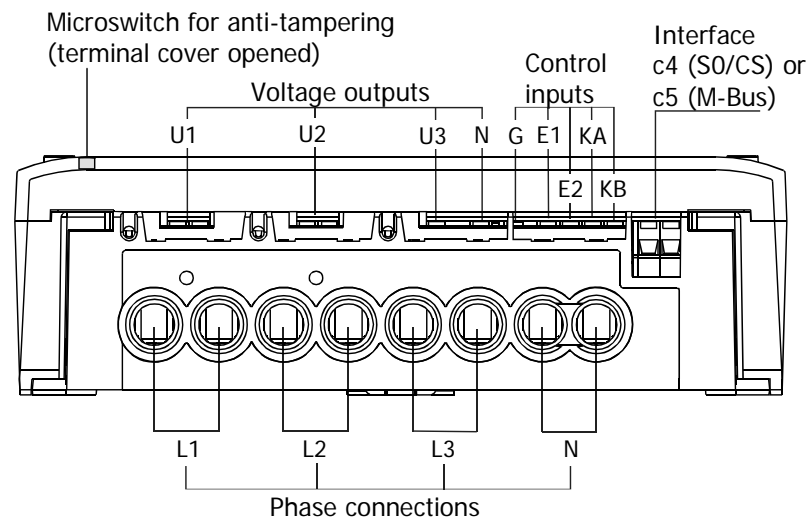 Microswitch for anti-tampering
(terminal cover opened)
Interface
c4 (S0/CS) or
c5 (M-Bus)
Control
inputs
Voltage outputs
U1 U2 U3 N G E1 KA
E2 KB
L1 L2 L3 N
Phase connections